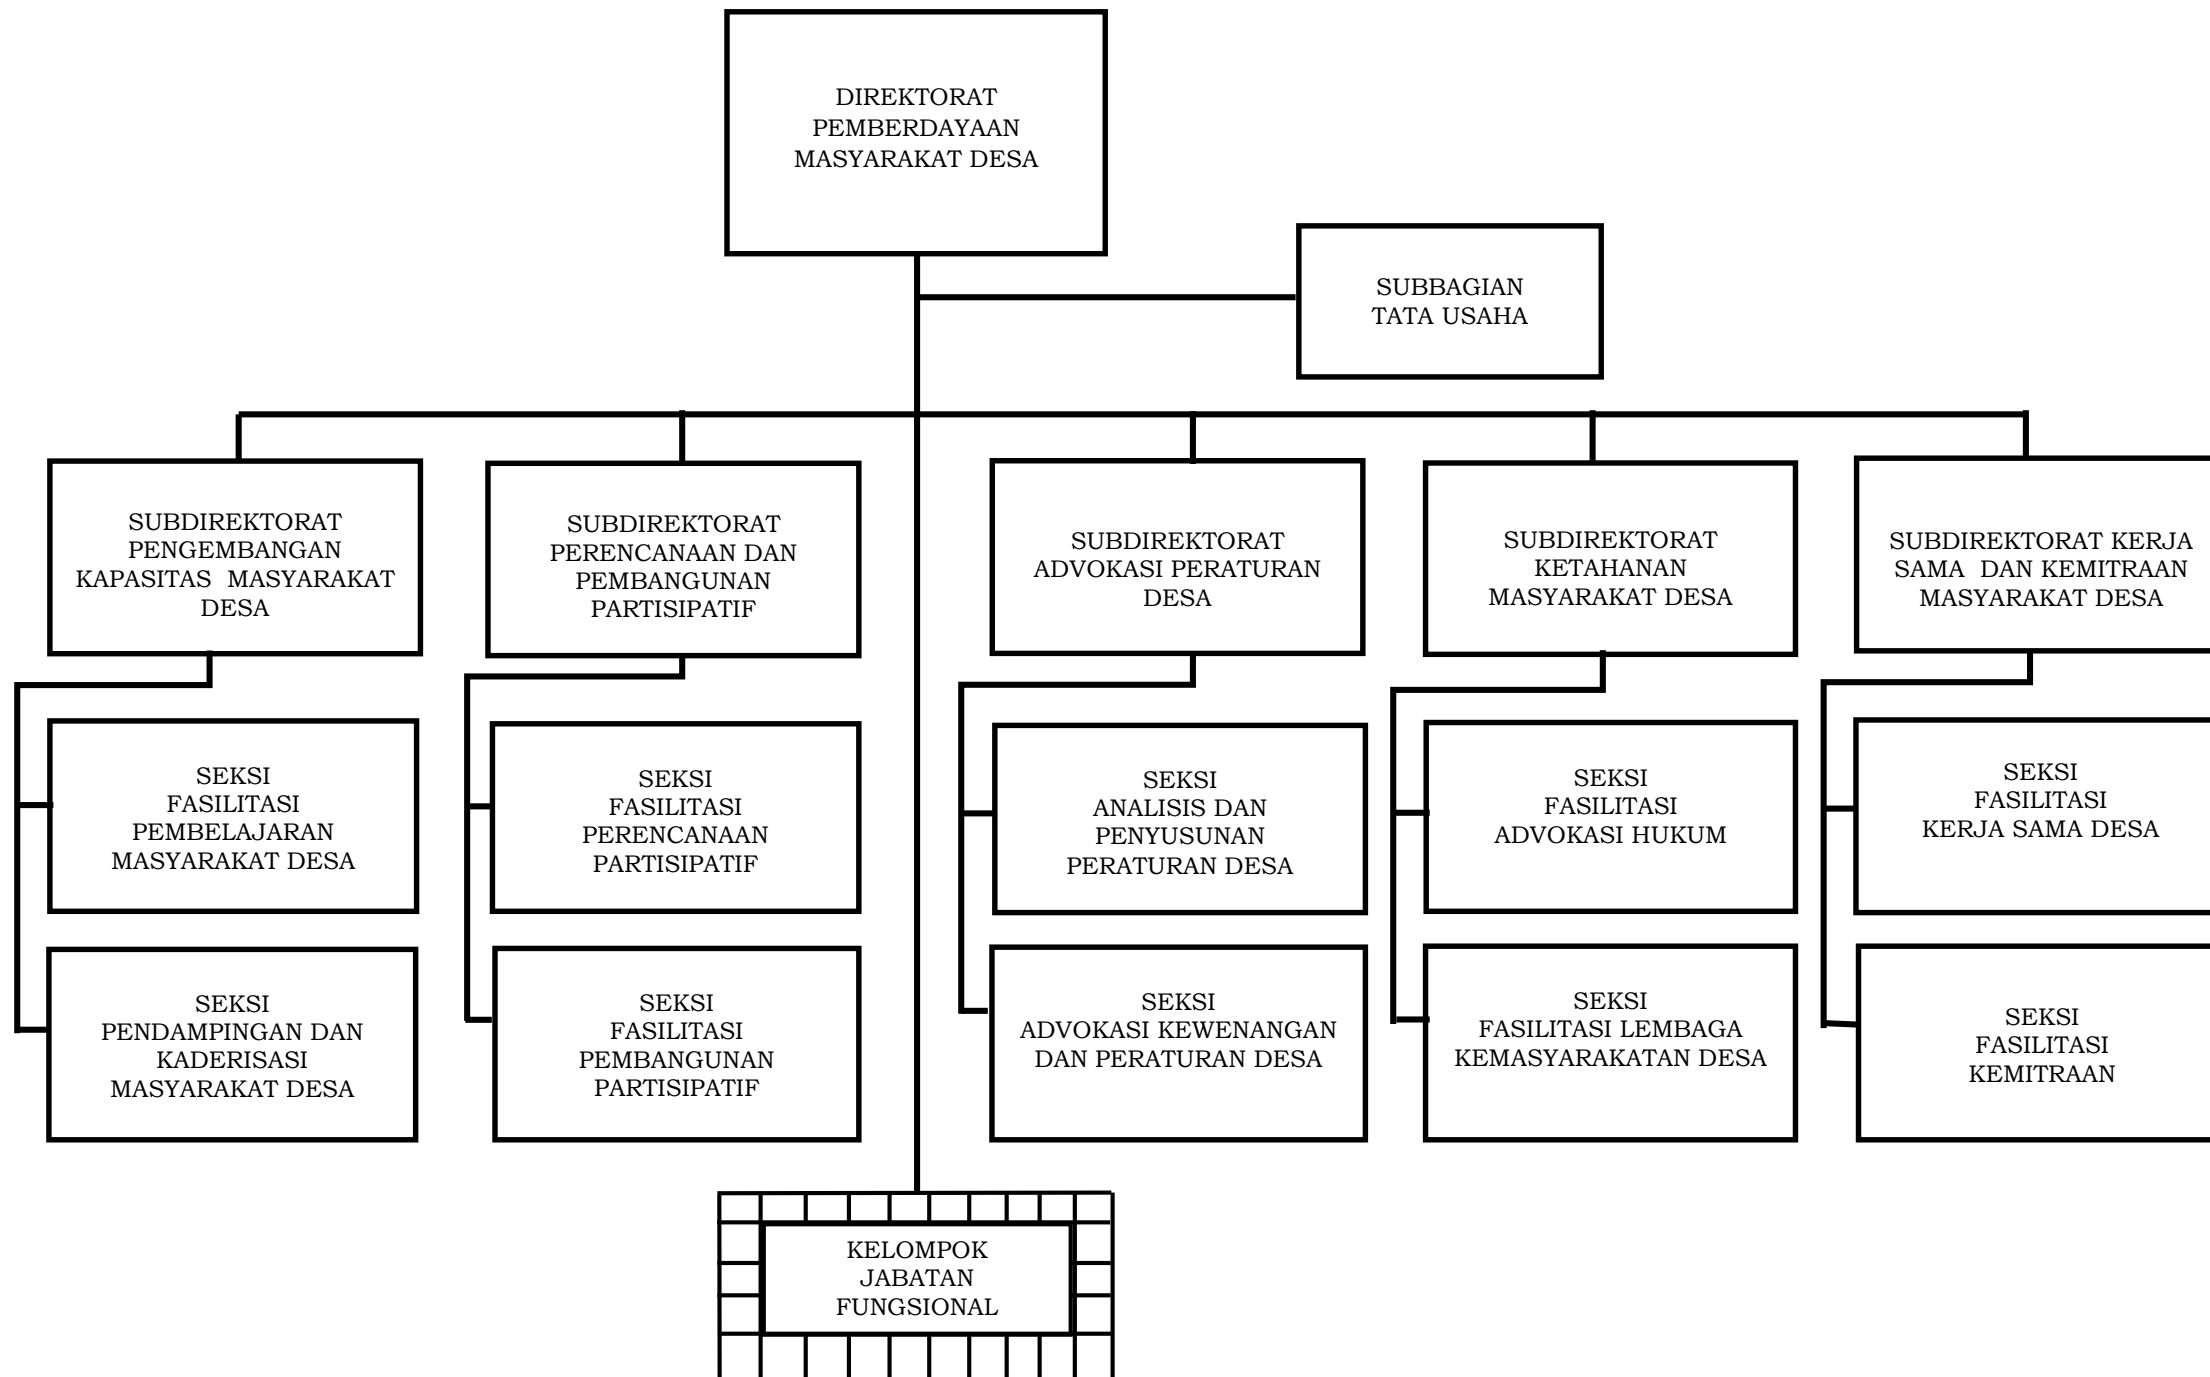 DIREKTORAT
PEMBERDAYAAN
MASYARAKAT DESA
SUBBAGIAN
TATA USAHA
SUBDIREKTORAT
PENGEMBANGAN
KAPASITAS  MASYARAKAT
DESA
SUBDIREKTORAT
PERENCANAAN DAN
PEMBANGUNAN
PARTISIPATIF
SUBDIREKTORAT
ADVOKASI PERATURAN
DESA
SUBDIREKTORAT
KETAHANAN
MASYARAKAT DESA
SUBDIREKTORAT KERJA
SAMA  DAN KEMITRAAN
MASYARAKAT DESA
SEKSI
FASILITASI
PEMBELAJARAN
MASYARAKAT DESA
SEKSI
FASILITASI
PERENCANAAN
PARTISIPATIF
SEKSI
ANALISIS DAN
PENYUSUNAN
PERATURAN DESA
SEKSI
FASILITASI
ADVOKASI HUKUM
SEKSI
FASILITASI
KERJA SAMA DESA
SEKSI
PENDAMPINGAN DAN
KADERISASI
MASYARAKAT DESA
SEKSI
FASILITASI
PEMBANGUNAN
PARTISIPATIF
SEKSI
ADVOKASI KEWENANGAN
DAN PERATURAN DESA
SEKSI
FASILITASI LEMBAGA
KEMASYARAKATAN DESA
SEKSI
FASILITASI
KEMITRAAN
KELOMPOK
JABATAN
FUNGSIONAL